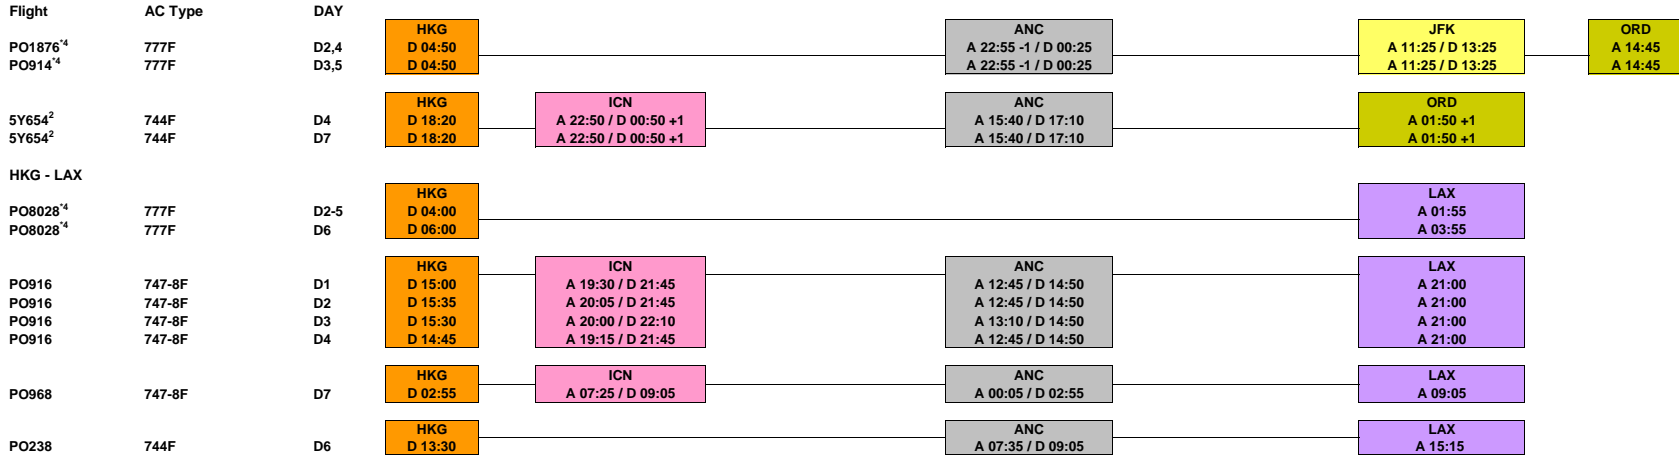 Flight AC Type DAY
HKG ANC JFK ORD
PO1876*4 777F D2,4 D 04:50 A 22:55 -1 / D 00:25 A 11:25 / D 13:25 A 14:45
PO914*4 777F D3,5 D 04:50 A 22:55 -1 / D 00:25 A 11:25 / D 13:25 A 14:45
HKG ICN ANC ORD
5Y654² 744F D4 D 18:20 A 22:50 / D 00:50 +1 A 15:40 / D 17:10 A 01:50 +1
5Y654² 744F D7 D 18:20 A 22:50 / D 00:50 +1 A 15:40 / D 17:10 A 01:50 +1
HKG - LAX
HKG LAX
PO8028*4 777F D2-5 D 04:00 A 01:55
PO8028*4 777F D6 D 06:00 A 03:55
HKG ICN ANC LAX
PO916 747-8F D1 D 15:00 A 19:30 / D 21:45 A 12:45 / D 14:50 A 21:00
PO916 747-8F D2 D 15:35 A 20:05 / D 21:45 A 12:45 / D 14:50 A 21:00
PO916 747-8F D3 D 15:30 A 20:00 / D 22:10 A 13:10 / D 14:50 A 21:00
PO916 747-8F D4 D 14:45 A 19:15 / D 21:45 A 12:45 / D 14:50 A 21:00
HKG ICN ANC LAX
PO968 747-8F D7 D 02:55 A 07:25 / D 09:05 A 00:05 / D 02:55 A 09:05
HKG ANC LAX
PO238 744F D6 D 13:30 A 07:35 / D 09:05 A 15:15